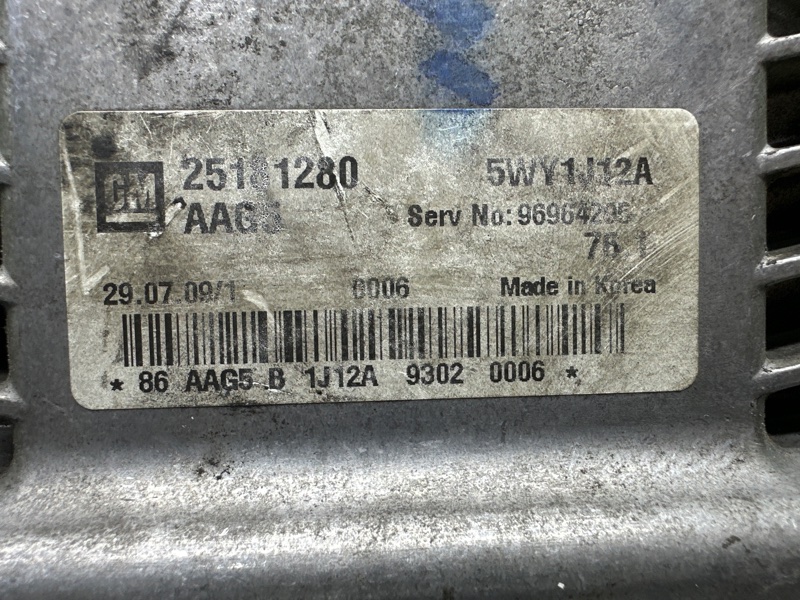 GM 25181280 5WY1J12A
AAG5 Serv No:96964205
29.07.09/1 0006 Made in Korea
* 86 AAG5 B 1J12A 9302 0006 *